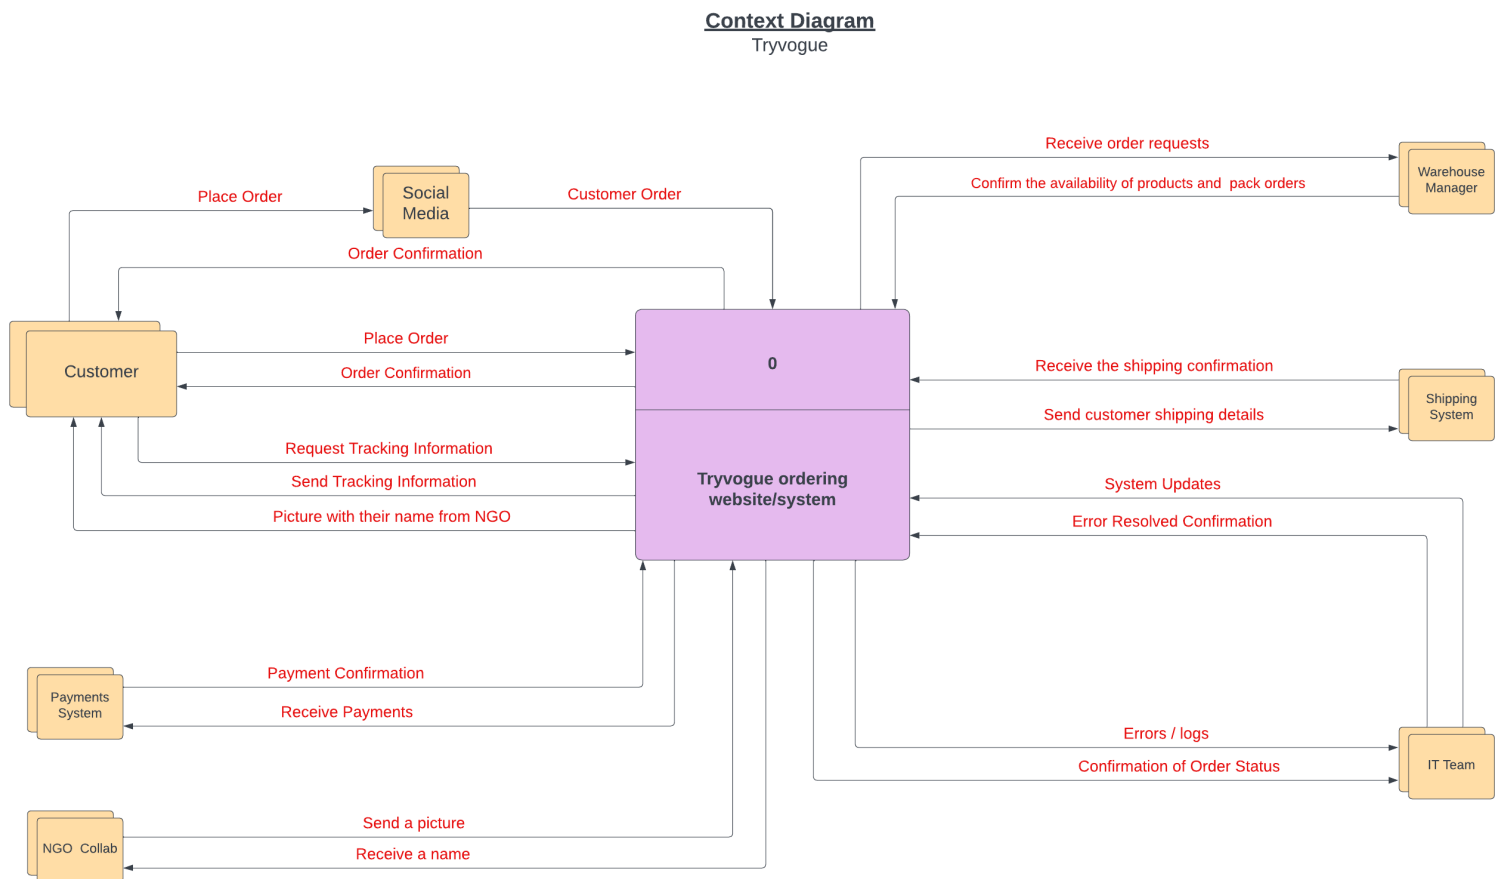 Context Diagram
Tryvogue
Receive order requests
Warehouse
Manager
Confirm the availability of products and  pack orders
Social
Media
Place Order
Customer Order
Order Confirmation
Customer
Place Order
Order Confirmation
0
Receive the shipping confirmation
Shipping
System
Send customer shipping details
Request Tracking Information
Send Tracking Information
Picture with their name from NGO
Tryvogue ordering
website/system
System Updates
Error Resolved Confirmation
Payment Confirmation
Payments
System
Receive Payments
Errors / logs
IT Team
Confirmation of Order Status
Send a picture
NGO  Collab
Receive a name